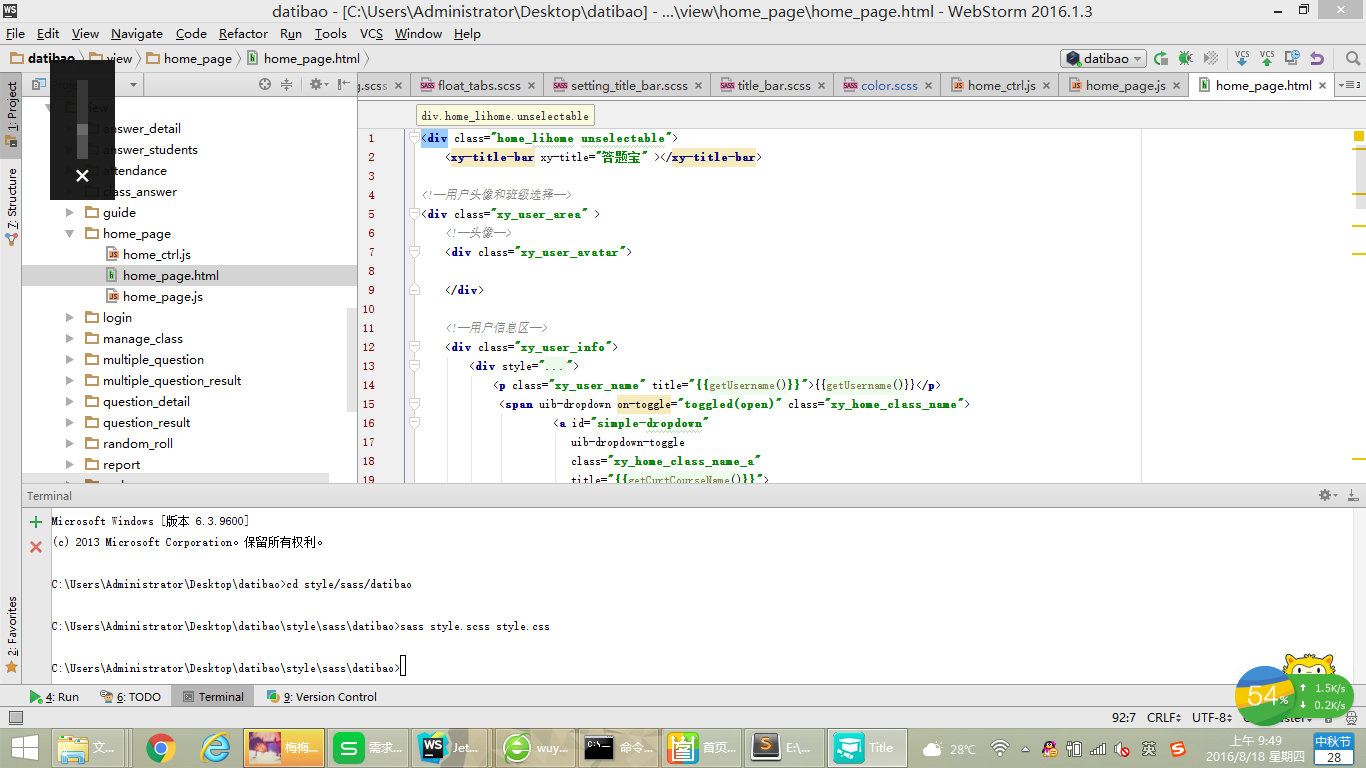 datibao - [C:\Users\Administrator\Desktop\datibao] - ...\view\home_page\home_page.html - WebStorm 2016.1.3
File Edit View Navigate Code Refactor Run Tools VCS Window Help
datibao view home_page home_page.html
datibao
VCS VCS
1: Project
7: Structure
2: Favorites
g.scss float_tabs.scss setting_title_bar.scss title_bar.scss color.scss home_ctrl.js home_page.js home_page.html
3
view
answer_detail
answer_students
attendance
class_answer
guide
home_page
home_ctrl.js
home_page.html
home_page.js
login
manage_class
multiple_question
multiple_question_result
question_detail
question_result
random_roll
report
div.home_lihome.unselectable
1 <div class="home_lihome unselectable">
2 <xy-title-bar xy-title="答题宝" ></xy-title-bar>
3
4 <!--用户头像和班级选择-->
5 <div class="xy_user_area" >
6 <!--头像-->
7 <div class="xy_user_avatar">
8
9 </div>
10
11 <!--用户信息区-->
12 <div class="xy_user_info">
13 <div style="...">
14 <p class="xy_user_name" title="{{getUsername()}}">{{getUsername()}}</p>
15 <span uib-dropdown on-toggle="toggled(open)" class="xy_home_class_name">
16 <a id="simple-dropdown"
17 uib-dropdown-toggle
18 class="xy_home_class_name_a"
19 title="{{getCurtCourseName()}}">
Terminal
Microsoft Windows [版本 6.3.9600]
(c) 2013 Microsoft Corporation。保留所有权利。
C:\Users\Administrator\Desktop\datibao>cd style/sass/datibao
C:\Users\Administrator\Desktop\datibao\style\sass\datibao>sass style.scss style.css
C:\Users\Administrator\Desktop\datibao\style\sass\datibao>
4: Run 6: TODO Terminal 9: Version Control
54% 1.5K/s
0.2K/s
92:7 CRLF UTF-8
文... 梅梅... 需求... Jet... wuy... 命令... 首页... E:\... Title 28℃ 英
上午 9:49
2016/8/18 星期四
中秋节
28